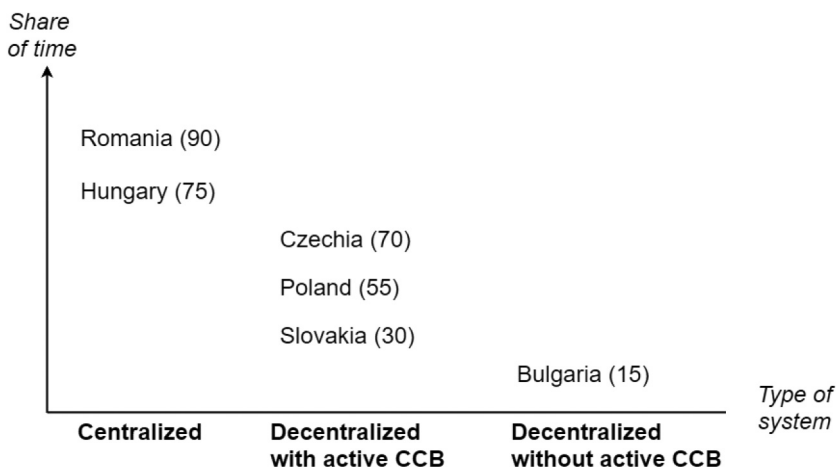 Share
of time
Romania (90)
Hungary (75)
Czechia (70)
Poland (55)
Slovakia (30)
Bulgaria (15)
Type of
system
Centralized
Decentralized
with active CCB
Decentralized
without active CCB